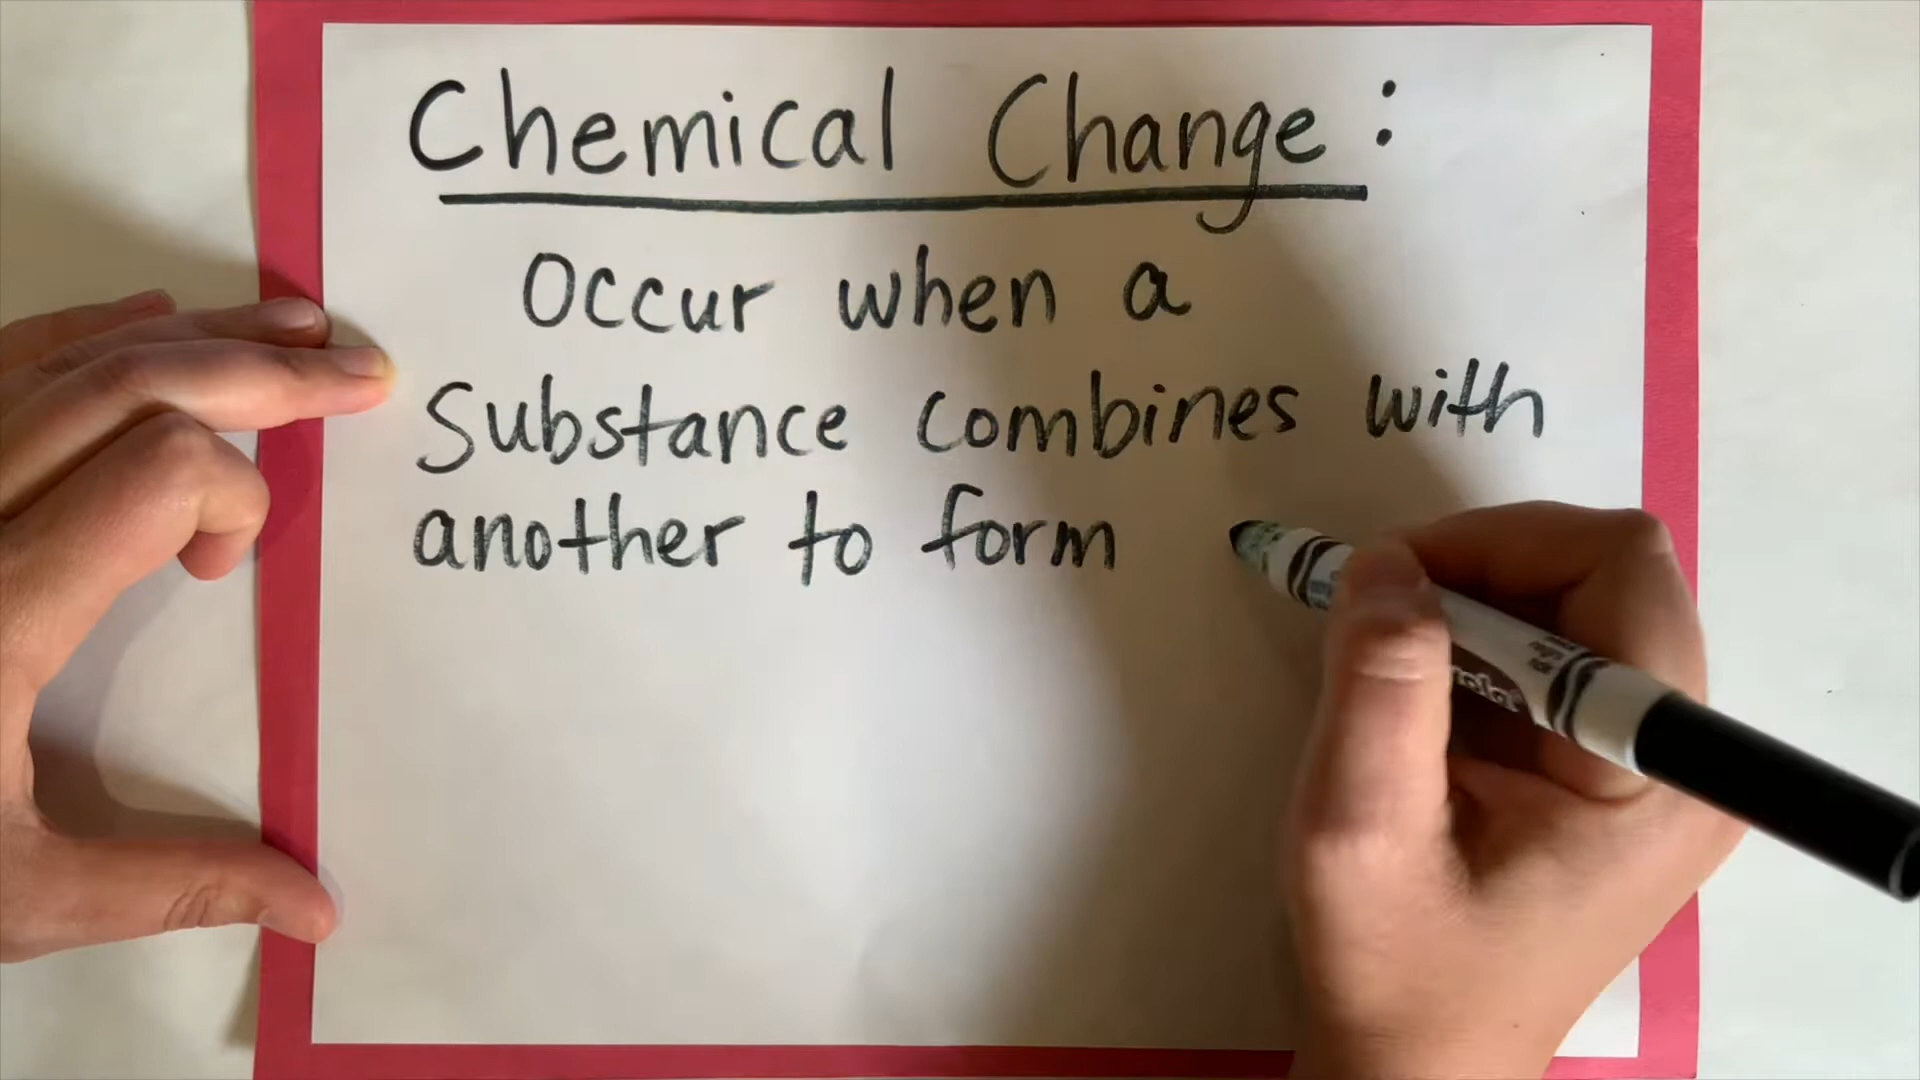 Chemical Change:
Occur when a
Substance combines with
another to form